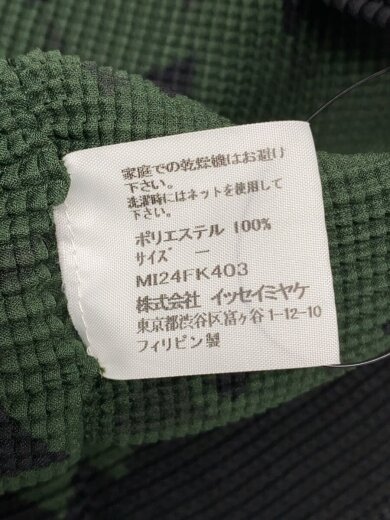 家庭での乾燥機はお避け
下さい。
洗濯時にはネットを使用して
下さい。
ポリエステル 100%
サイズ ー
MI24FK403
株式会社 イッセイミヤケ
東京都渋谷区富ヶ谷1-12-10
フィリピン製